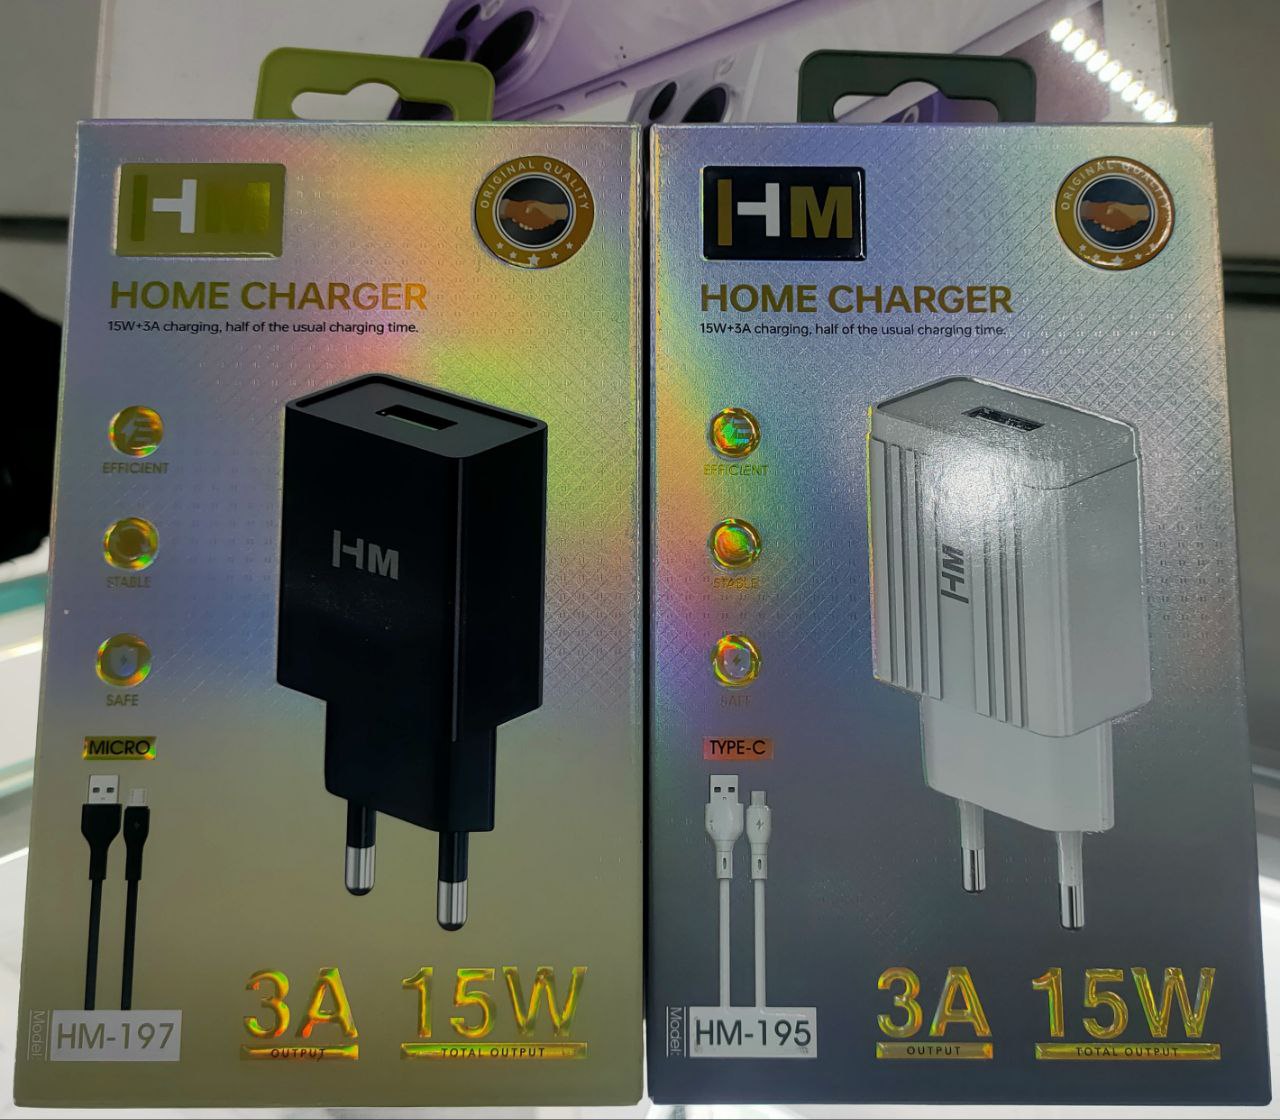 HM
ORIGINAL QUALITY
HOME CHARGER
15W+3A charging, half of the usual charging time.
EFFICIENT
STABLE
SAFE
HM
MICRO
Model:
HM-197
3A
OUTPUT
15W
TOTAL OUTPUT
HM
ORIGINAL QUALITY
HOME CHARGER
15W+3A charging, half of the usual charging time.
EFFICIENT
STABLE
SAFE
HM
TYPE-C
Model:
HM-195
3A
OUTPUT
15W
TOTAL OUTPUT